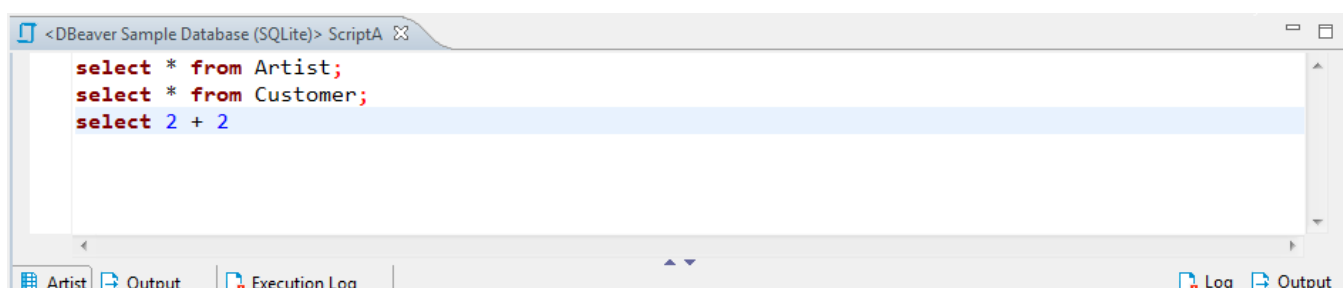 <DBeaver Sample Database (SQLite)> ScriptA
select * from Artist;
select * from Customer;
select 2 + 2
Artist Output Execution Log Log Output